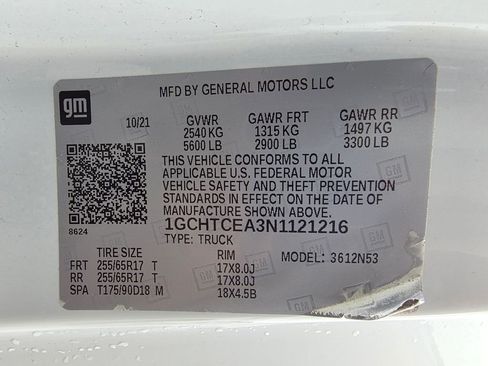 MFD BY GENERAL MOTORS LLC
gm
10/21 GVWR GAWR FRT GAWR RR
2540 KG 1315 KG 1497 KG
5600 LB 2900 LB 3300 LB
THIS VEHICLE CONFORMS TO ALL
APPLICABLE U.S. FEDERAL MOTOR
VEHICLE SAFETY AND THEFT PREVENTION
STANDARDS IN EFFECT ON THE DATE OF
MANUFACTURE SHOWN ABOVE.
8624
1GCHTCEA3N1121216
TYPE: TRUCK
TIRE SIZE RIM MODEL: 3612N53
FRT 255/65R17 T 17X8.0J
RR 255/65R17 T 17X8.0J
SPA T175/90D18 M 18X4.5B